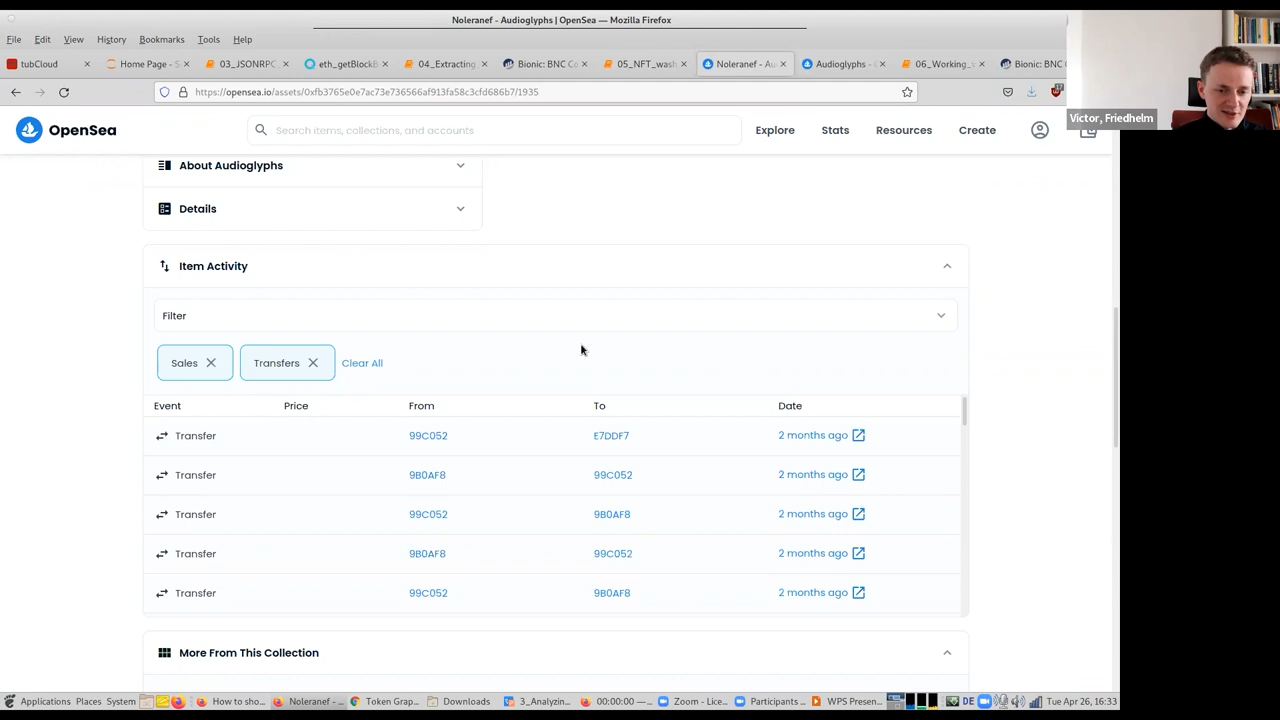 Noleranef - Audioglyphs | OpenSea — Mozilla Firefox
File Edit View History Bookmarks Tools Help
tubCloud Home Page - S 03_JSONRPC eth_getBlockB 04_Extracting, Bionic: BNC Co 05_NFT_wash Noleranef - Au Audioglyphs - C 06_Working_ Bionic: BNC
https://opensea.io/assets/0xfb3765e0e7ac73e736566af913fa58c3cfd686b7/1935
Victor, Friedhelm
OpenSea Search items, collections, and accounts Explore Stats Resources Create
About Audioglyphs
Details
Item Activity
Filter
Sales Transfers Clear All
Event Price From To Date
Transfer 99C052 E7DDF7 2 months ago
Transfer 9B0AF8 99C052 2 months ago
Transfer 99C052 9B0AF8 2 months ago
Transfer 9B0AF8 99C052 2 months ago
Transfer 99C052 9B0AF8 2 months ago
More From This Collection
Applications Places System How to sho... Noleranef - ... Token Grap... Downloads 3_Analyzin... 00:00:00 —... Zoom - Lice... Participants ... WPS Presen... DE Tue Apr 26, 16:33